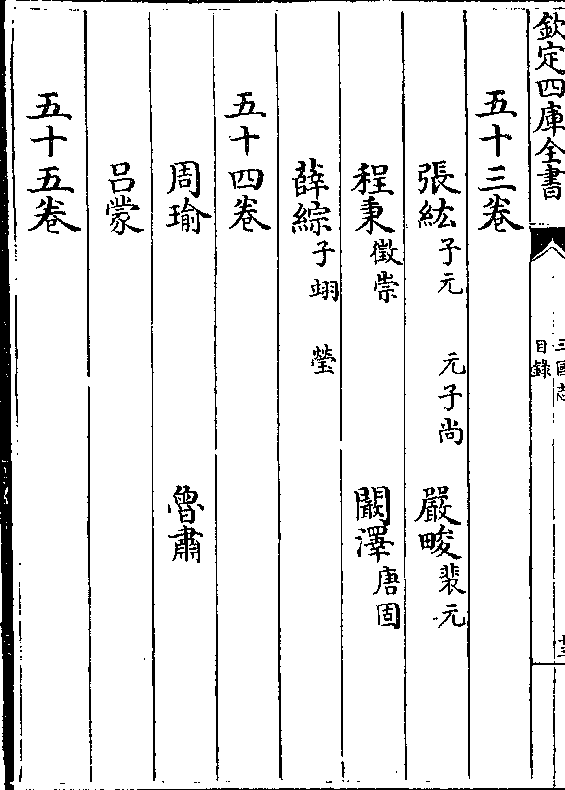 欽定四庫全書
三國志
目録
五十三卷
張紘子元 元子尚 嚴畯裴元
程秉徵崇 闞澤唐固
薛綜子翊 瑩
五十四卷
周瑜 魯肅
呂蒙
五十五卷